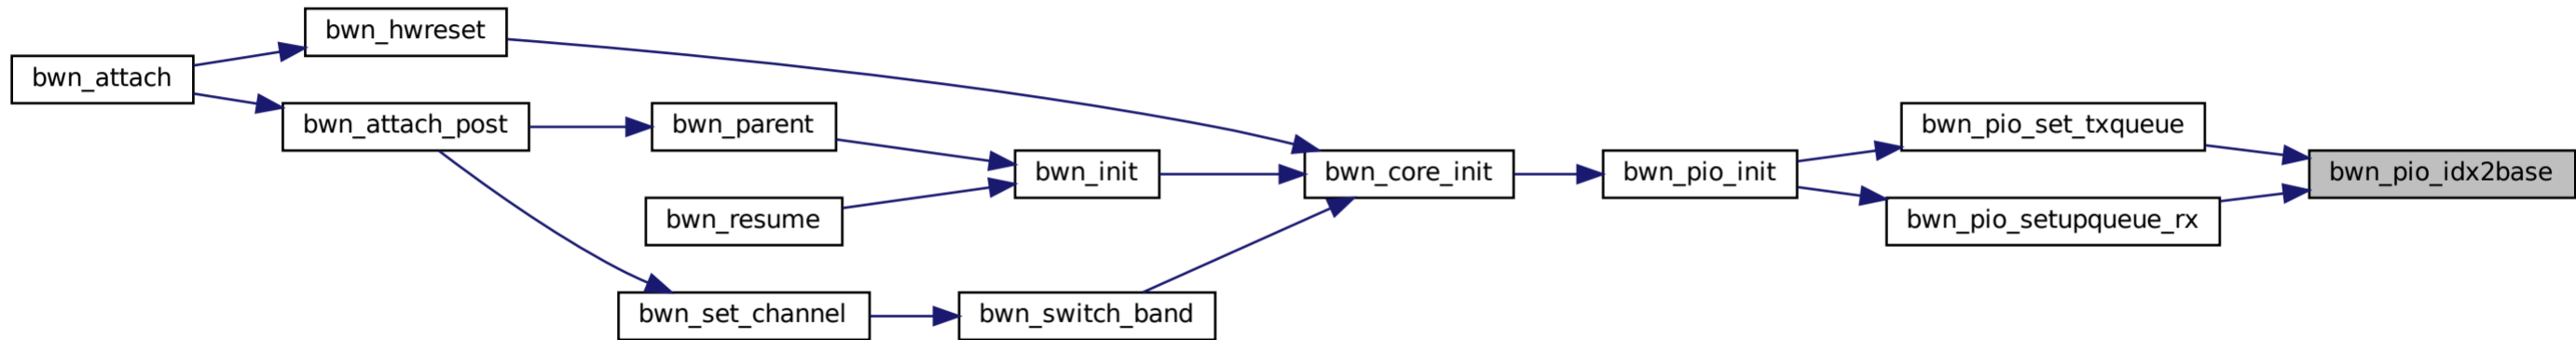 bwn_hwreset
bwn_attach
bwn_attach_post
bwn_parent
bwn_pio_set_txqueue
bwn_init
bwn_core_init
bwn_pio_init
bwn_pio_idx2base
bwn_resume
bwn_pio_setupqueue_rx
bwn_set_channel
bwn_switch_band